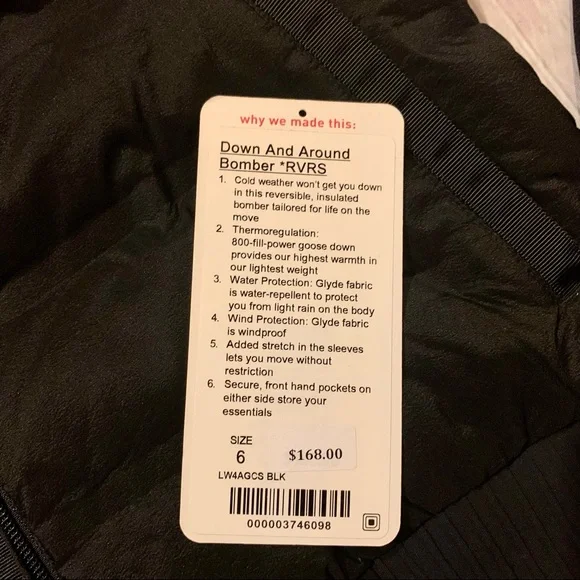 why we made this:
Down And Around
Bomber *RVRS
1. Cold weather won't get you down
in this reversible, insulated
bomber tailored for life on the
move
2. Thermoregulation:
800-fill-power goose down
provides our highest warmth in
our lightest weight
3. Water Protection: Glyde fabric
is water-repellent to protect
you from light rain on the body
4. Wind Protection: Glyde fabric
is windproof
5. Added stretch in the sleeves
lets you move without
restriction
6. Secure, front hand pockets on
either side store your
essentials
SIZE
6 $168.00
LW4AGCS BLK
000003746098